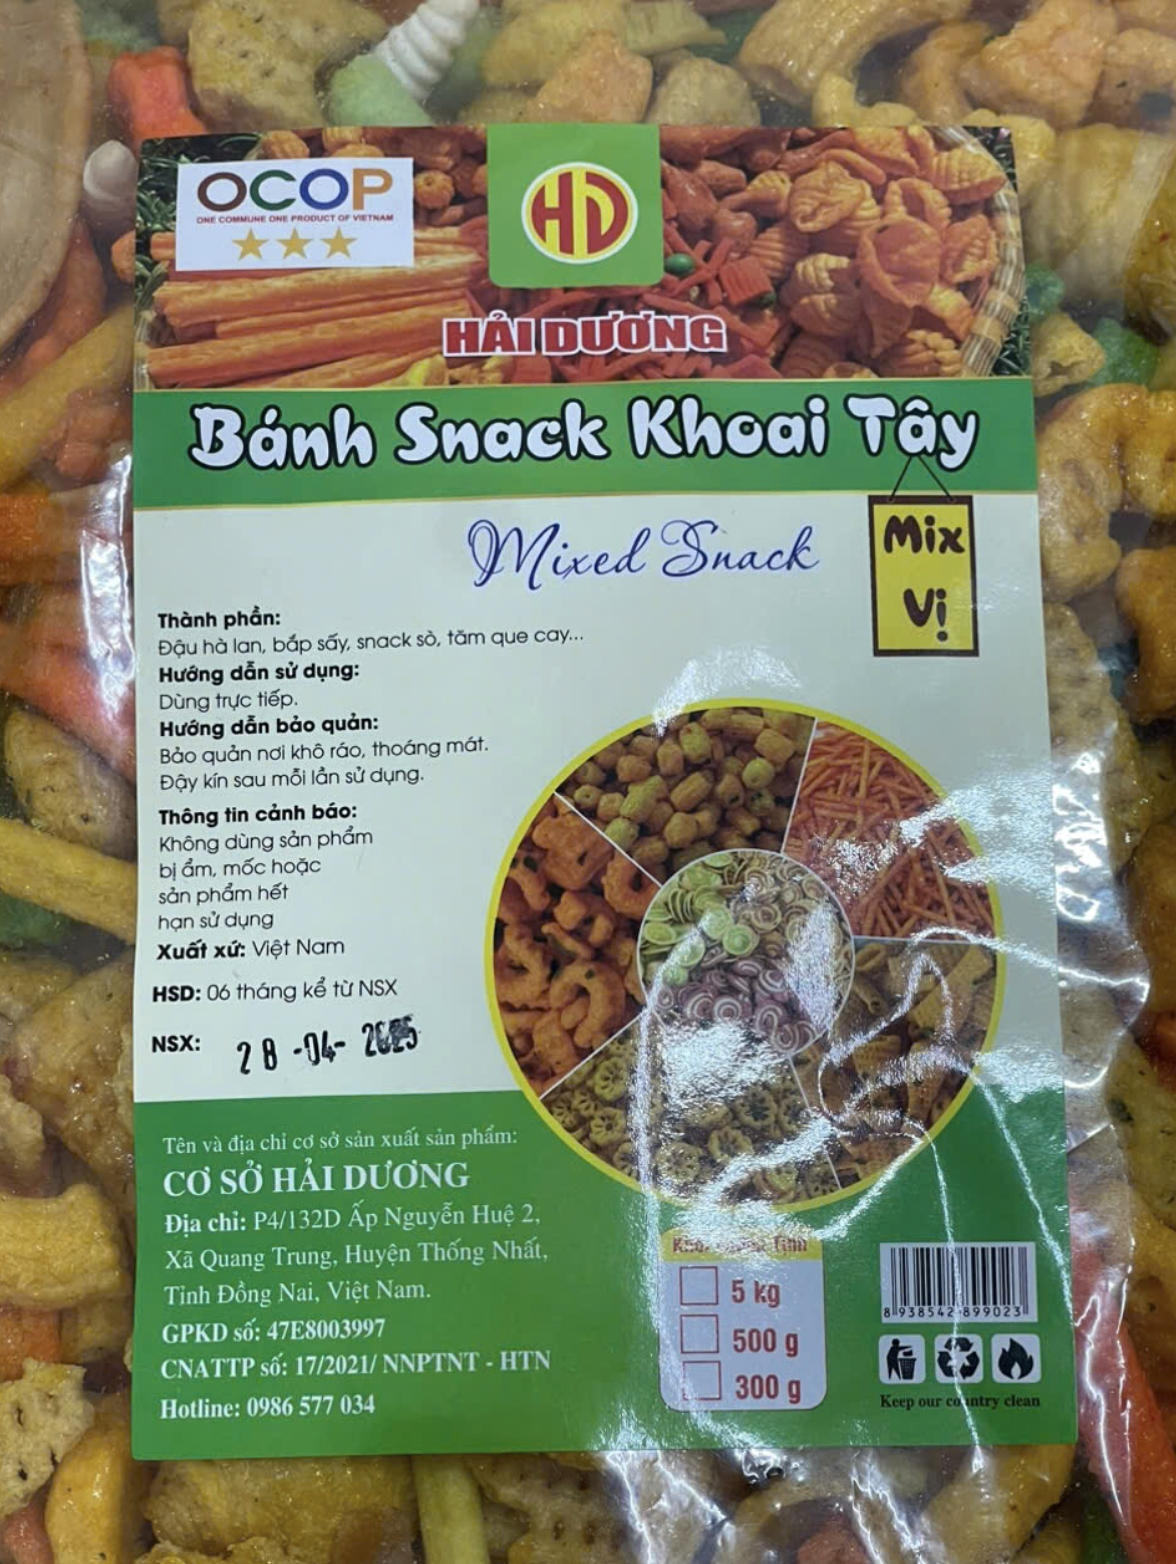 OCOP
ONE COMMUNE ONE PRODUCT OF VIETNAM
HD
HẢI DƯƠNG
Bánh Snack Khoai Tây
Mixed Snack
Mix
Vị
Thành phần:
Đậu hà lan, bắp sấy, snack sò, tăm que cay...
Hướng dẫn sử dụng:
Dùng trực tiếp.
Hướng dẫn bảo quản:
Bảo quản nơi khô ráo, thoáng mát.
Đậy kín sau mỗi lần sử dụng.
Thông tin cảnh báo:
Không dùng sản phẩm
bị ẩm, mốc hoặc
sản phẩm hết
hạn sử dụng
Xuất xứ: Việt Nam
HSD: 06 tháng kể từ NSX
NSX: 28-04-2025
Tên và địa chỉ cơ sở sản xuất sản phẩm:
CƠ SỞ HẢI DƯƠNG
Địa chỉ: P4/132D Ấp Nguyễn Huệ 2,
Xã Quang Trung, Huyện Thống Nhất,
Tỉnh Đồng Nai, Việt Nam.
GPKD số: 47E8003997
CNATTP số: 17/2021/ NNPTNT - HTN
Hotline: 0986 577 034
Tịnh
5 kg
500 g
300 g
8 938542 899023
Keep our country clean